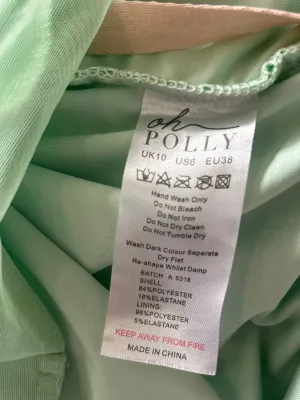 oh
POLLY
UK10 US6 EU38
Hand Wash Only
Do Not Bleach
Do Not Iron
Do Not Dry Clean
Do Not Tumble Dry
Wash Dark Colour Separate
Dry Flat
Re-shape Whilst Damp
BATCH A 5318
SHELL:
84%POLYESTER
16%ELASTANE
LINING:
95%POLYESTER
5%ELASTANE
KEEP AWAY FROM FIRE
MADE IN CHINA